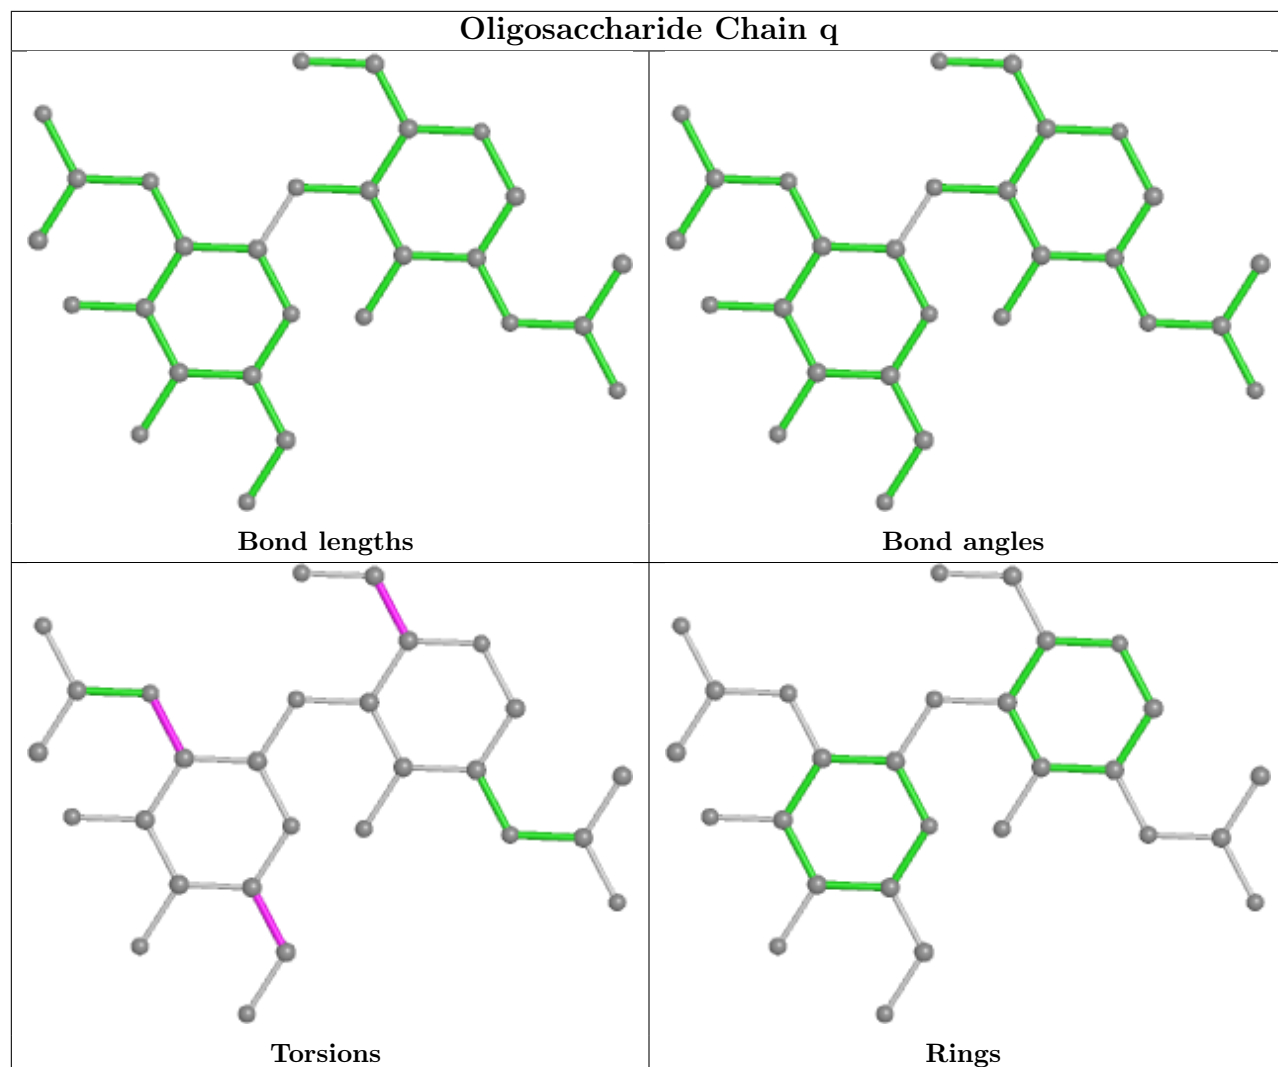 Oligosaccharide Chain q
Bond lengths
Bond angles
Torsions
Rings